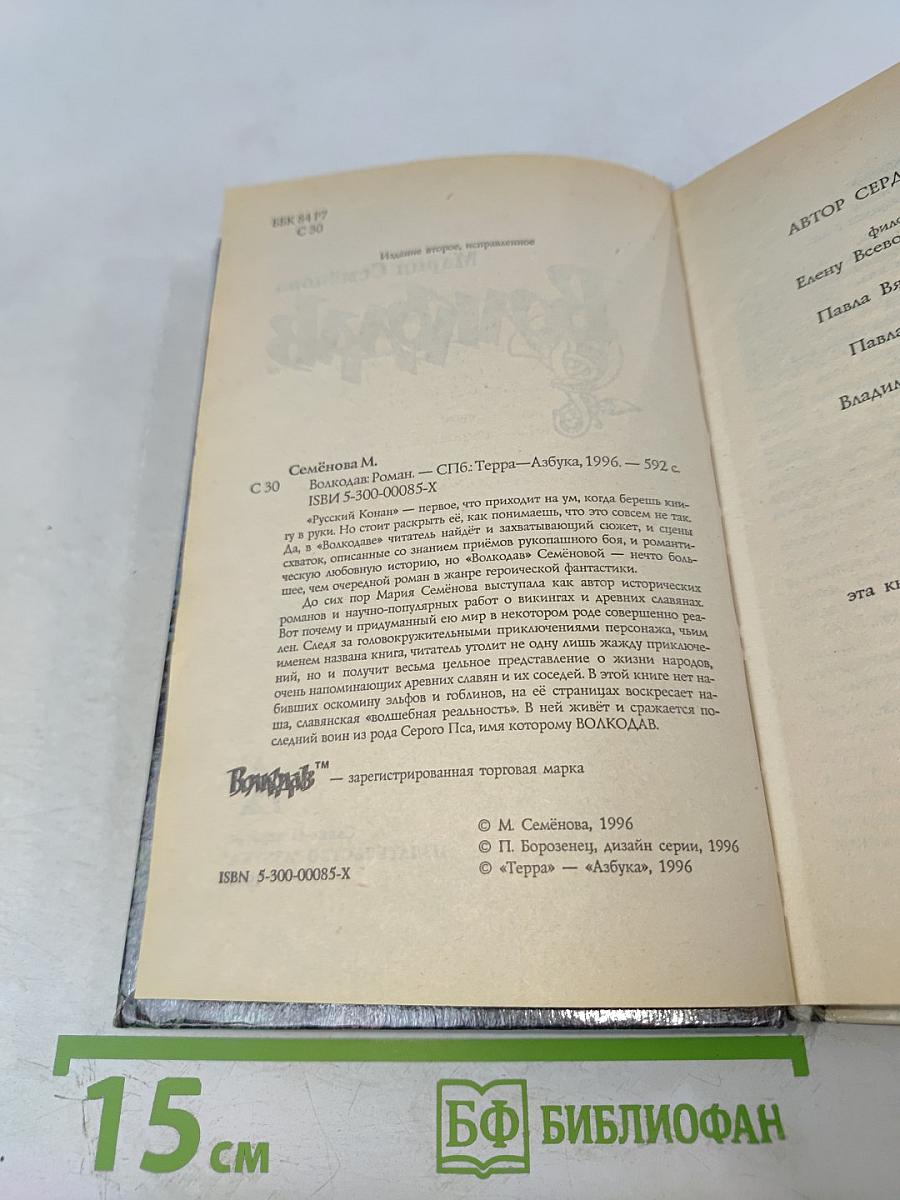 ББК 84 Р7
С 30
Издание второе, исправленное
Семёнова М.
С 30 Волкодав: Роман. — СПб.: Терра—Азбука, 1996. — 592 с.
ISBИ 5-300-00085-X
«Русский Конан» — первое, что приходит на ум, когда берешь кни-
гу в руки. Но стоит раскрыть её, как понимаешь, что это совсем не так.
Да, в «Волкодаве» читатель найдёт и захватывающий сюжет, и сцены
схваток, описанные со знанием приёмов рукопашного боя, и романти-
ческую любовную историю, но «Волкодав» Семёновой — нечто боль-
шее, чем очередной роман в жанре героической фантастики.
До сих пор Мария Семёнова выступала как автор исторических
романов и научно-популярных работ о викингах и древних славянах.
Вот почему и придуманный ею мир в некотором роде совершенно реа-
лен. Следя за головокружительными приключениями персонажа, чьим
именем названа книга, читатель утолит не одну лишь жажду приключе-
ний, но и получит весьма цельное представление о жизни народов,
очень напоминающих древних славян и их соседей. В этой книге нет на-
бивших оскомину эльфов и гоблинов, на её страницах воскресает на-
ша, славянская «волшебная реальность». В ней живёт и сражается по-
следний воин из рода Серого Пса, имя которому ВОЛКОДАВ.
Волкодав™ — зарегистрированная торговая марка
© М. Семёнова, 1996
© П. Борозенец, дизайн серии, 1996
© «Терра» — «Азбука», 1996
ISBN 5-300-00085-X
АВТОР СЕРД
фило
Елену Всево
Павла Вя
Павла
Владим
эта кн
15 см
БФ БИБЛИОФАН